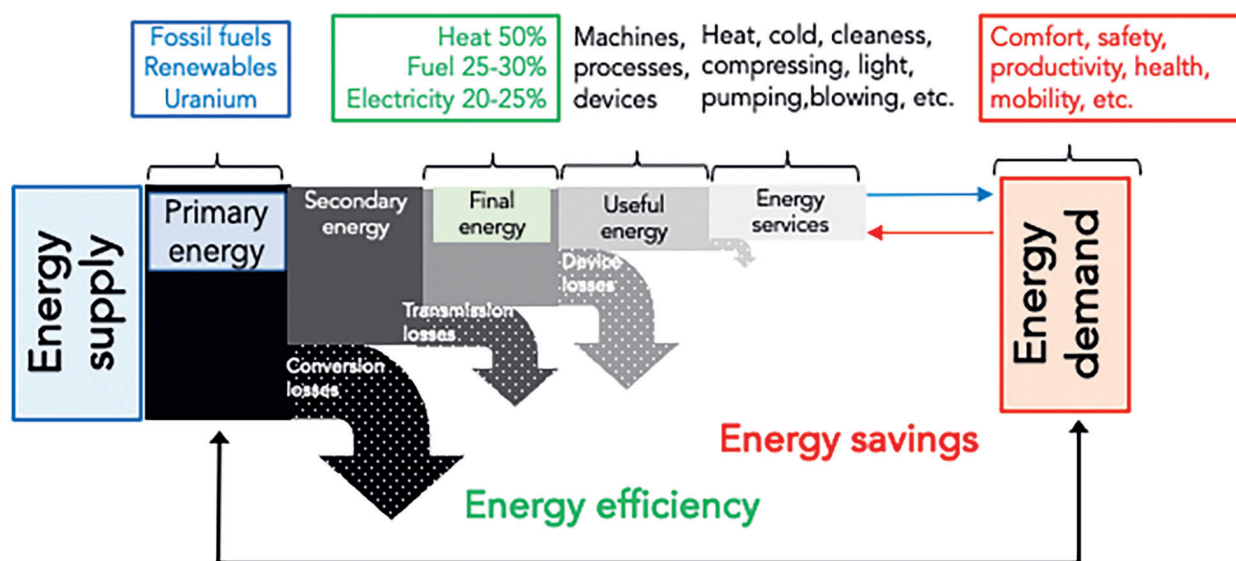 Fossil fuels
Renewables
Uranium
Heat 50%
Fuel 25-30%
Electricity 20-25%
Machines,
processes,
devices
Heat, cold, cleaness,
compressing, light,
pumping,blowing, etc.
Comfort, safety,
productivity, health,
mobility, etc.
Energy
supply
Primary
energy
Secondary
energy
Final
energy
Useful
energy
Energy
services
Energy
demand
Conversion
losses
Transmission
losses
Device
losses
Energy savings
Energy efficiency